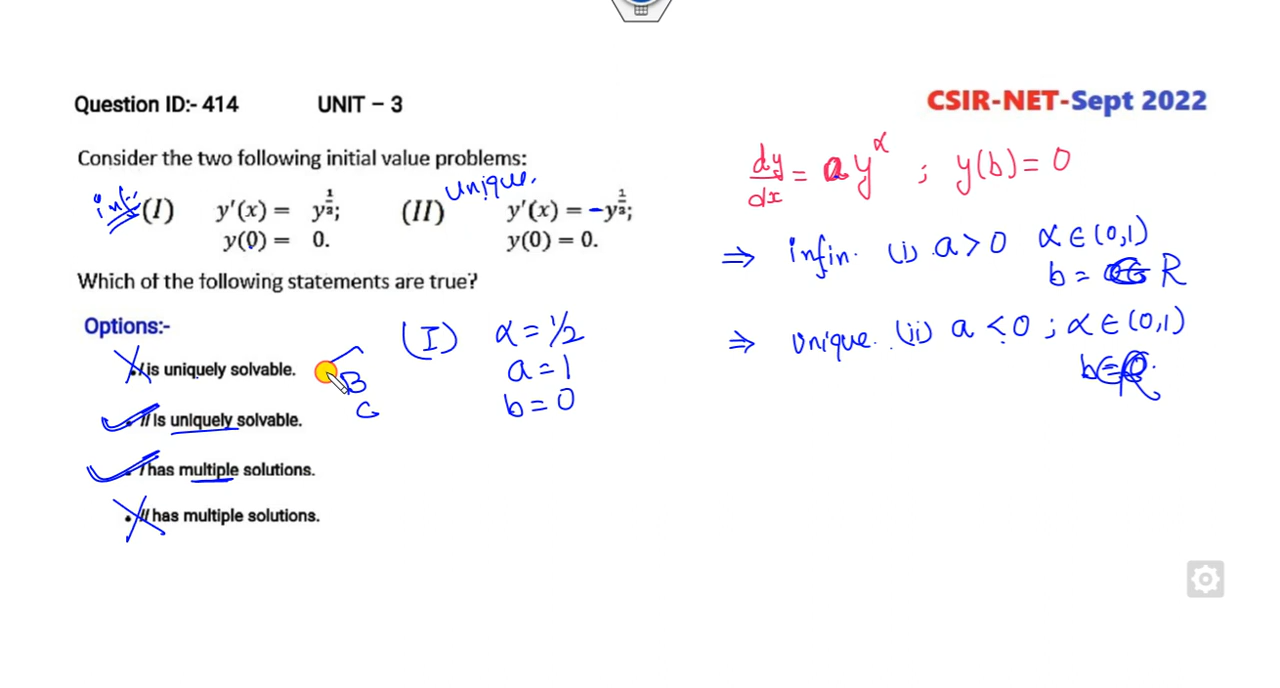 Question ID:- 414 UNIT – 3
CSIR-NET-Sept 2022
Consider the two following initial value problems:
inf. (I) y'(x) = y^{1/2}; (II) unique. y'(x) = -y^{1/2};
y(0) = 0. y(0) = 0.
Which of the following statements are true?
Options:-
I is uniquely solvable.
II is uniquely solvable.
I has multiple solutions.
II has multiple solutions.
B
C
(I) α = 1/2
a = 1
b = 0
dy/dx = a y^α ; y(b) = 0
⇒ infin. (i) a > 0 α ∈ (0,1)
b = R
⇒ unique. (ii) a < 0 ; α ∈ (0,1)
b ∈ R